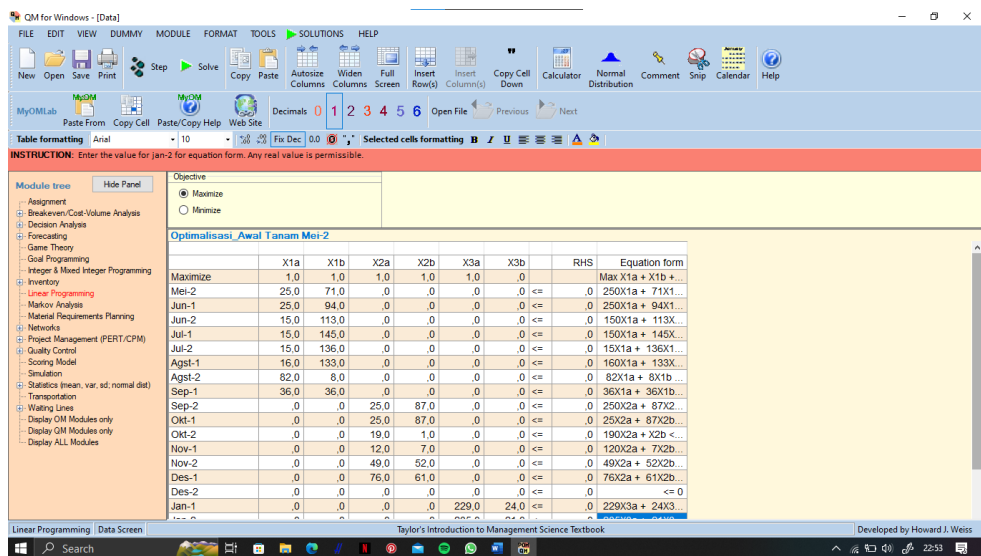 QM for Windows - [Data]
FILE EDIT VIEW DUMMY MODULE FORMAT TOOLS SOLUTIONS HELP
New Open Save Print Step Solve Copy Paste Autosize Columns Widen Columns Full Screen Insert Row(s) Insert Column(s) Copy Cell Down Calculator Normal Distribution Comment Snip Calendar Help
MyOMLab MyOM Paste From Copy Cell MyOM Paste/Copy Help Web Site Decimals 0 1 2 3 4 5 6 Open File Previous Next
Table formatting Arial 10 Fix Dec 0.0 Selected cells formatting B I U
INSTRUCTION: Enter the value for jan-2 for equation form. Any real value is permissible.
Module tree Hide Panel
Assignment
Breakeven/Cost-Volume Analysis
Decision Analysis
Forecasting
Game Theory
Goal Programming
Integer & Mixed Integer Programming
Inventory
Linear Programming
Markov Analysis
Material Requirements Planning
Networks
Project Management (PERT/CPM)
Quality Control
Scoring Model
Simulation
Statistics (mean, var, sd; normal dist)
Transportation
Waiting Lines
Display OM Modules only
Display QM Modules only
Display ALL Modules
Objective
Maximize
Minimize
Optimalisasi_Awal Tanam Mei-2
X1a X1b X2a X2b X3a X3b RHS Equation form
Maximize 1,0 1,0 1,0 1,0 1,0 ,0 Max X1a + X1b +...
Mei-2 25,0 71,0 ,0 ,0 ,0 ,0 <= ,0 250X1a + 71X1...
Jun-1 25,0 94,0 ,0 ,0 ,0 ,0 <= ,0 250X1a + 94X1...
Jun-2 15,0 113,0 ,0 ,0 ,0 ,0 <= ,0 150X1a + 113X...
Jul-1 15,0 145,0 ,0 ,0 ,0 ,0 <= ,0 150X1a + 145X...
Jul-2 15,0 136,0 ,0 ,0 ,0 ,0 <= ,0 15X1a + 136X1...
Agst-1 16,0 133,0 ,0 ,0 ,0 ,0 <= ,0 160X1a + 133X...
Agst-2 82,0 8,0 ,0 ,0 ,0 ,0 <= ,0 82X1a + 8X1b ...
Sep-1 36,0 36,0 ,0 ,0 ,0 ,0 <= ,0 36X1a + 36X1b...
Sep-2 ,0 ,0 25,0 87,0 ,0 ,0 <= ,0 250X2a + 87X2...
Okt-1 ,0 ,0 25,0 87,0 ,0 ,0 <= ,0 25X2a + 87X2b...
Okt-2 ,0 ,0 19,0 1,0 ,0 ,0 <= ,0 190X2a + X2b <...
Nov-1 ,0 ,0 12,0 7,0 ,0 ,0 <= ,0 120X2a + 7X2b...
Nov-2 ,0 ,0 49,0 52,0 ,0 ,0 <= ,0 49X2a + 52X2b...
Des-1 ,0 ,0 76,0 61,0 ,0 ,0 <= ,0 76X2a + 61X2b...
Des-2 ,0 ,0 ,0 ,0 ,0 ,0 <= ,0 <= 0
Jan-1 ,0 ,0 ,0 ,0 229,0 24,0 <= ,0 229X3a + 24X3...
Linear Programming Data Screen Taylor's Introduction to Management Science Textbook Developed by Howard J. Weiss
Search 22:53